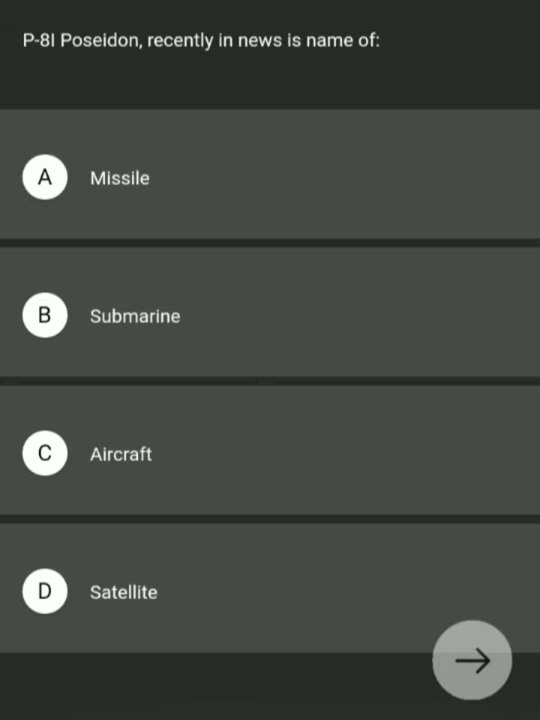 P-8I Poseidon, recently in news is name of:
A Missile
B Submarine
C Aircraft
D Satellite